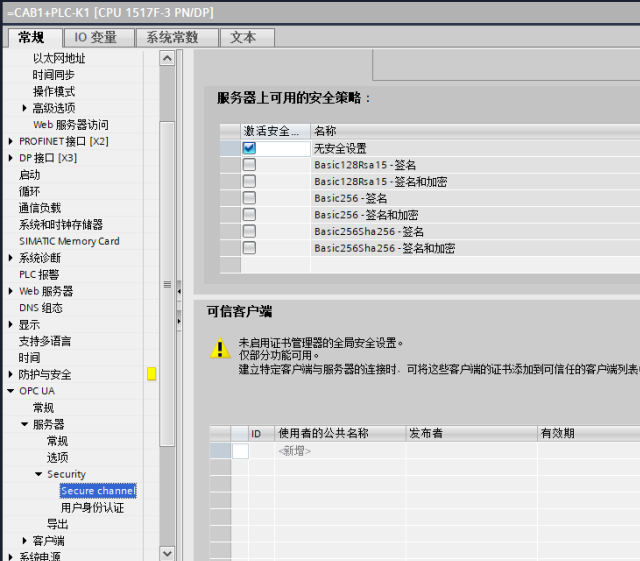 =CAB1+PLC-K1 [CPU 1517F-3 PN/DP]
常规 IO 变量 系统常数 文本
以太网地址
时间同步
操作模式
高级选项
Web 服务器访问
PROFINET接口 [X2]
DP 接口 [X3]
启动
循环
通信负载
系统和时钟存储器
SIMATIC Memory Card
系统诊断
PLC 报警
Web 服务器
DNS 组态
显示
支持多语言
时间
防护与安全
OPC UA
常规
服务器
常规
选项
Security
Secure channel
用户身份认证
导出
客户端
系统电源
服务器上可用的安全策略：
激活安全... 名称
无安全设置
Basic128Rsa15 - 签名
Basic128Rsa15 - 签名和加密
Basic256 - 签名
Basic256 - 签名和加密
Basic256Sha256 - 签名
Basic256Sha256 - 签名和加密
可信客户端
未启用证书管理器的全局安全设置。
仅部分功能可用。
建立特定客户端与服务器的连接时，可将这些客户端的证书添加到可信任的客户端列表
ID 使用者的公共名称 发布者 有效期
<新增>